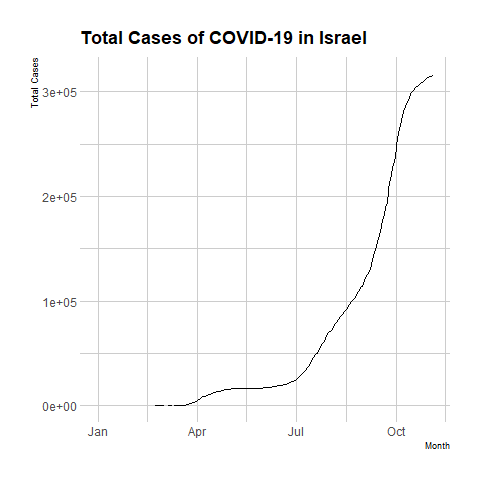 Total Cases of COVID-19 in Israel
Total Cases
3e+05
2e+05
1e+05
0e+00
Jan Apr Jul Oct
Month